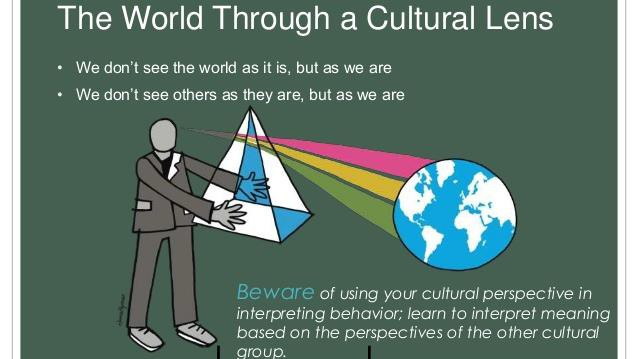 The World Through a Cultural Lens
• We don't see the world as it is, but as we are
• We don't see others as they are, but as we are
Beware of using your cultural perspective in
interpreting behavior; learn to interpret meaning
based on the perspectives of the other cultural
group.